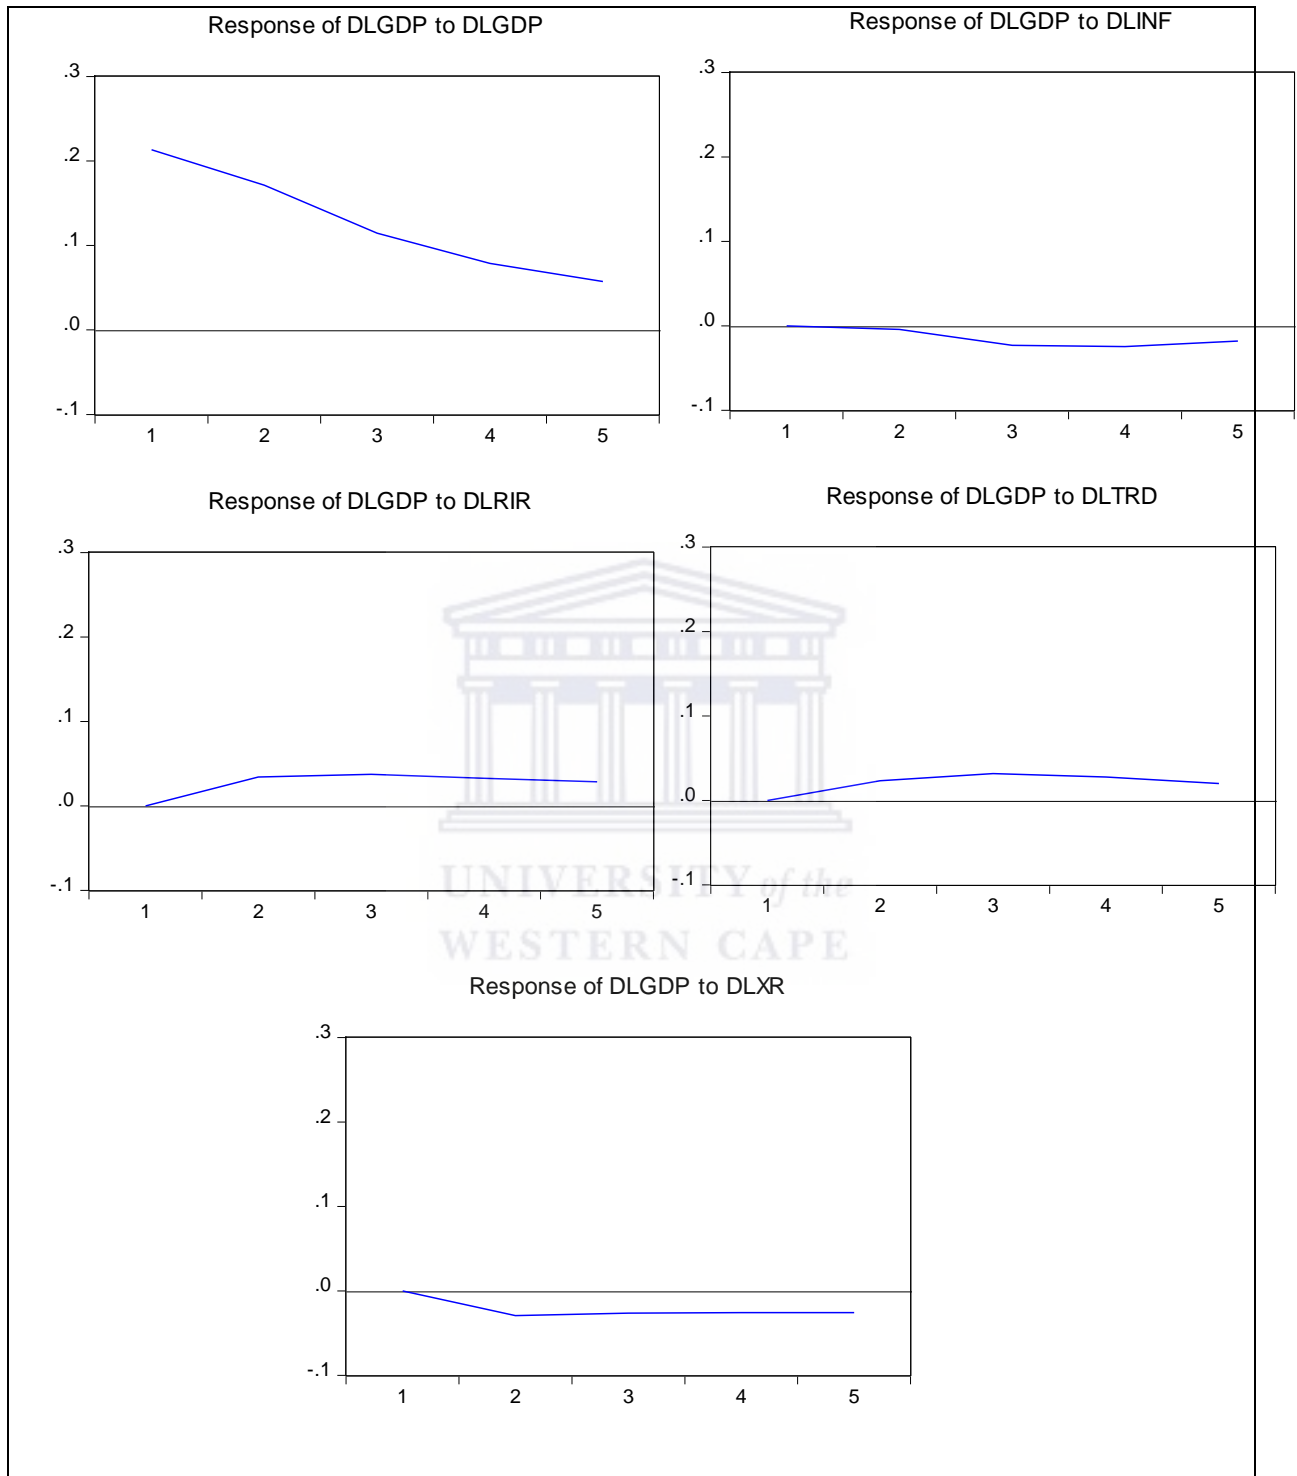 Response of DLGDP to DLGDP
.3
.2
.1
.0
-.1
1 2 3 4 5
Response of DLGDP to DLINF
.3
.2
.1
.0
-.1
1 2 3 4 5
Response of DLGDP to DLRIR
.3
.2
.1
.0
-.1
1 2 3 4 5
Response of DLGDP to DLTRD
.3
.2
.1
.0
-.1
1 2 3 4 5
UNIVERSITY of the
WESTERN CAPE
Response of DLGDP to DLXR
.3
.2
.1
.0
-.1
1 2 3 4 5